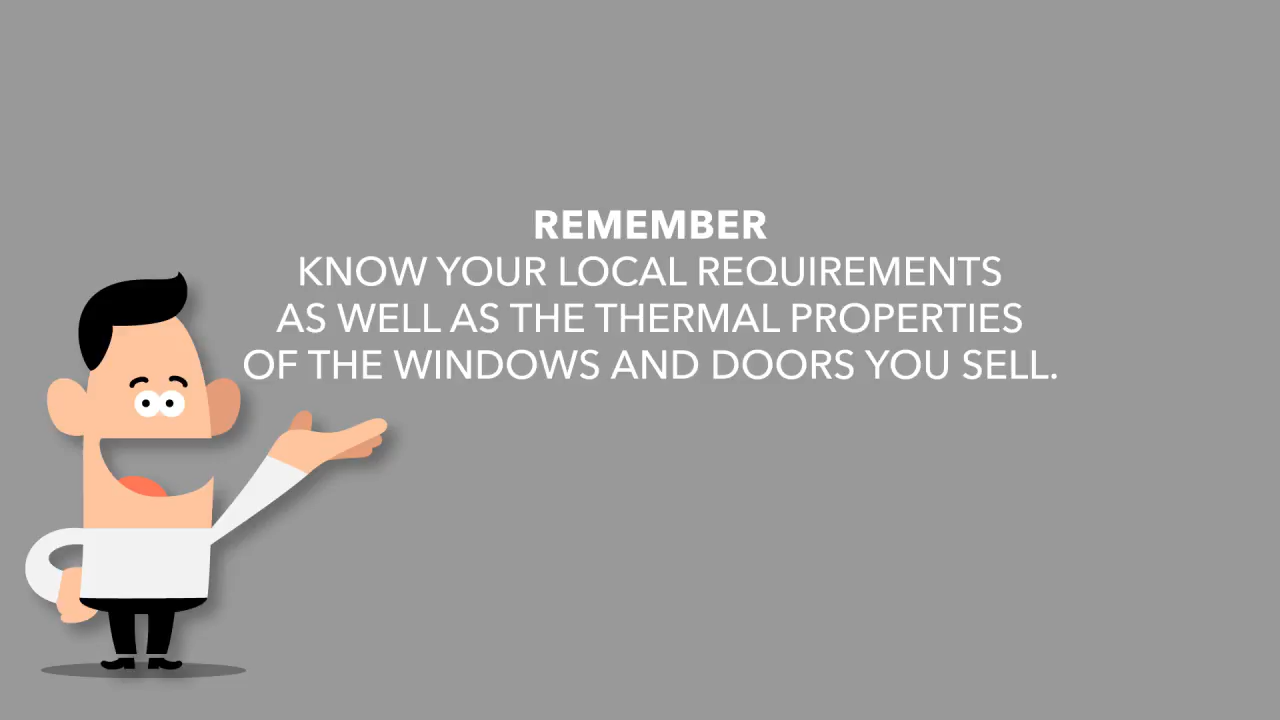 REMEMBER
KNOW YOUR LOCAL REQUIREMENTS
AS WELL AS THE THERMAL PROPERTIES
OF THE WINDOWS AND DOORS YOU SELL.